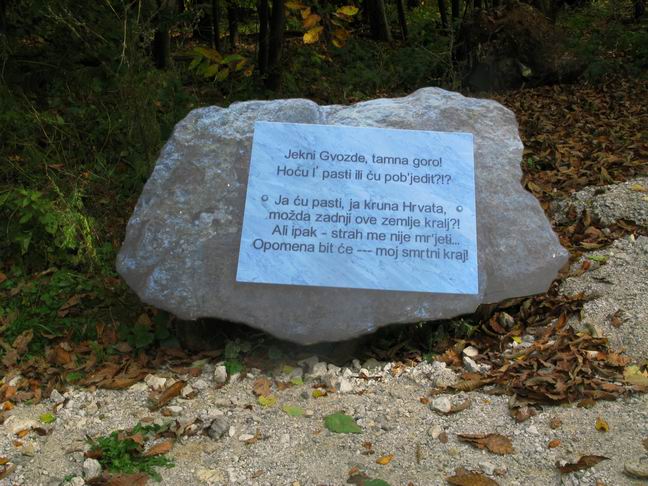 Jekni Gvozde, tamna goro!
Hoću l' pasti ili ću pob'jedit?!?
Ja ću pasti, ja kruna Hrvata,
možda zadnji ove zemlje kralj?!
Ali ipak - strah me nije mr'jeti...
Opomena bit će --- moj smrtni kraj!